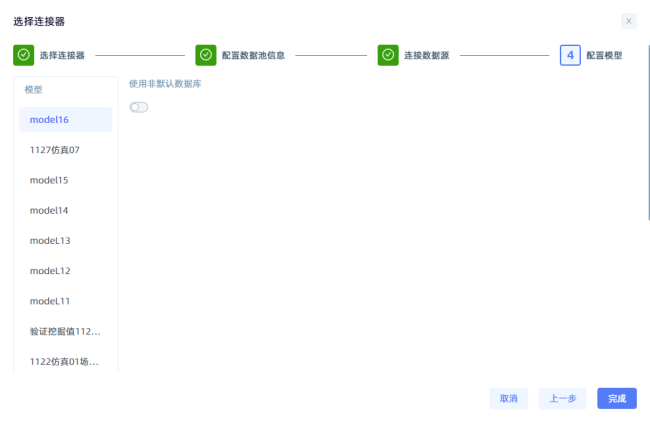 选择连接器
x
选择连接器
配置数据池信息
连接数据源
4 配置模型
模型
使用非默认数据库
model16
1127仿真07
model15
model14
modeL13
modeL12
modeL11
验证挖掘值112...
1122仿真01场...
取消
上一步
完成